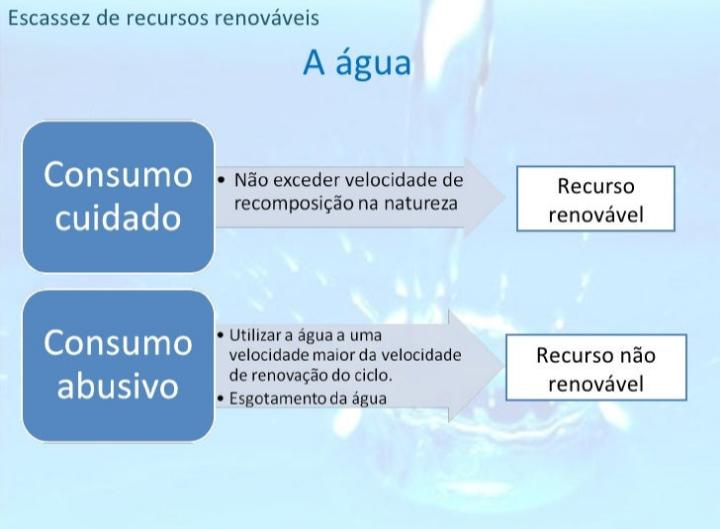 Escassez de recursos renováveis
A água
Consumo
cuidado
• Não exceder velocidade de
recomposição na natureza
Recurso
renovável
Consumo
abusivo
• Utilizar a água a uma
velocidade maior da velocidade
de renovação do ciclo.
• Esgotamento da água
Recurso não
renovável